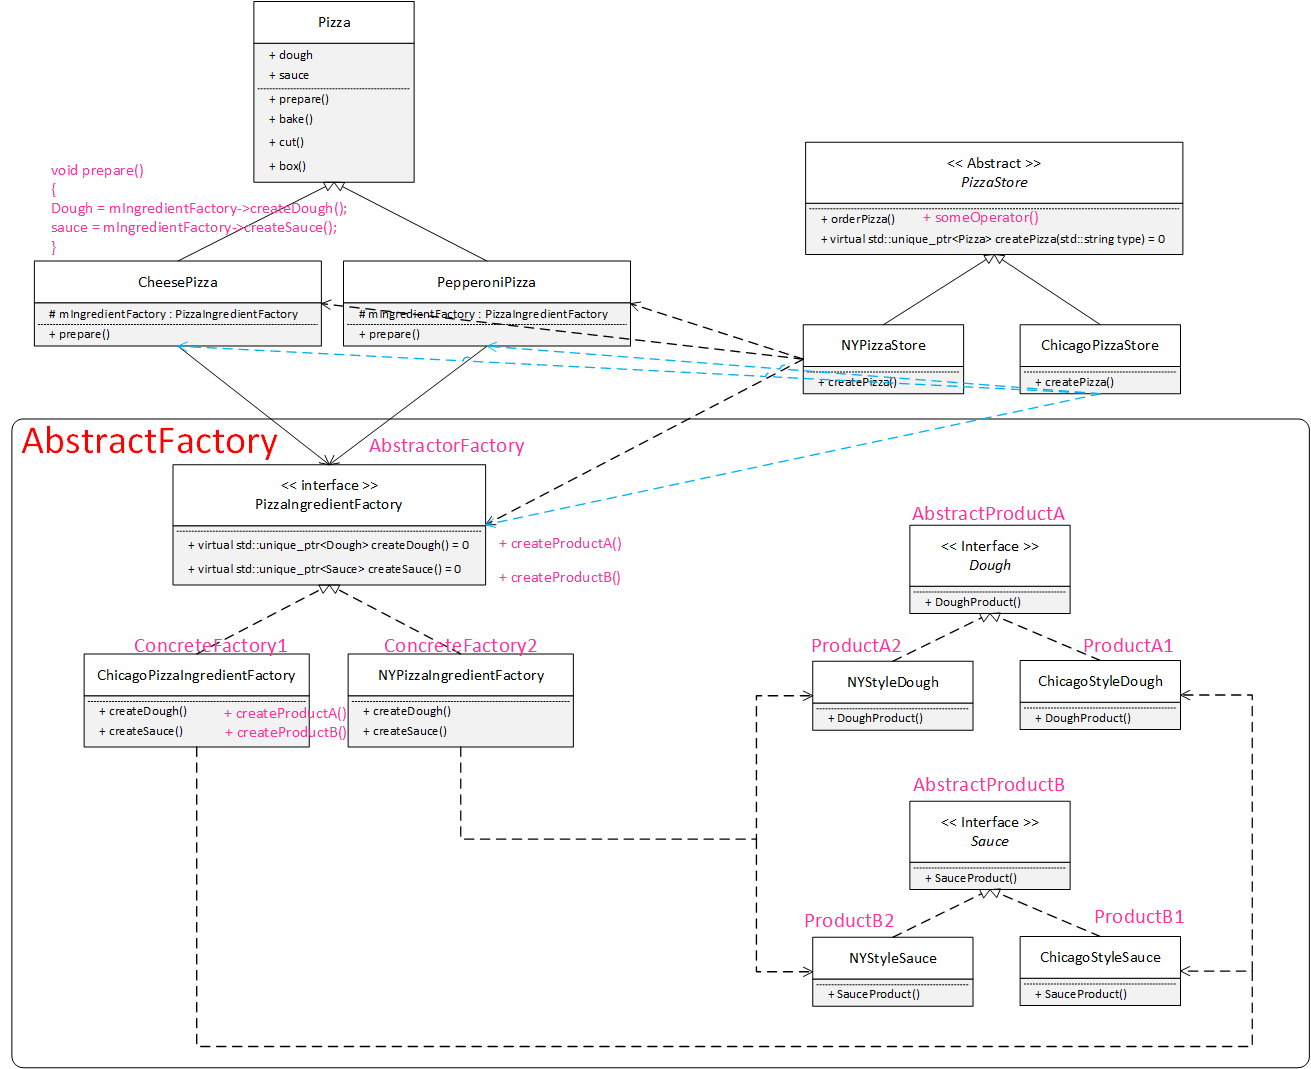 Pizza
+ dough
+ sauce
+ prepare()
+ bake()
+ cut()
+ box()
void prepare()
{
Dough = mIngredientFactory->createDough();
sauce = mIngredientFactory->createSauce();
}
<< Abstract >>
PizzaStore
+ orderPizza()
+ someOperator()
+ virtual std::unique_ptr<Pizza> createPizza(std::string type) = 0
CheesePizza
# mIngredientFactory : PizzaIngredientFactory
+ prepare()
PepperoniPizza
# mIngredientFactory : PizzaIngredientFactory
+ prepare()
NYPizzaStore
+ createPizza()
ChicagoPizzaStore
+ createPizza()
AbstractFactory
AbstractorFactory
<< interface >>
PizzaIngredientFactory
+ virtual std::unique_ptr<Dough> createDough() = 0
+ virtual std::unique_ptr<Sauce> createSauce() = 0
+ createProductA()
+ createProductB()
AbstractProductA
<< Interface >>
Dough
+ DoughProduct()
ConcreteFactory1
ChicagoPizzaIngredientFactory
+ createDough()
+ createSauce()
+ createProductA()
+ createProductB()
ConcreteFactory2
NYPizzaIngredientFactory
+ createDough()
+ createSauce()
ProductA2
NYStyleDough
+ DoughProduct()
ProductA1
ChicagoStyleDough
+ DoughProduct()
AbstractProductB
<< Interface >>
Sauce
+ SauceProduct()
ProductB2
NYStyleSauce
+ SauceProduct()
ProductB1
ChicagoStyleSauce
+ SauceProduct()